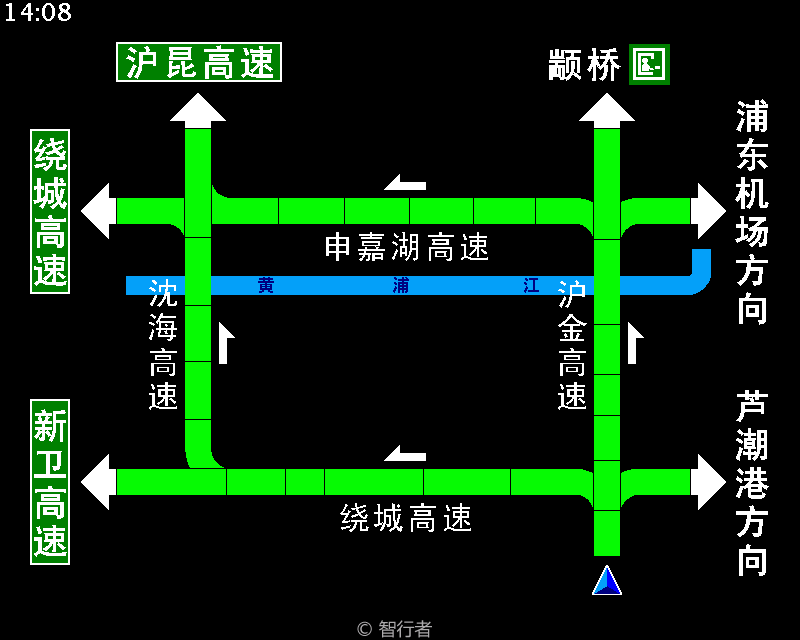 14:08
沪昆高速
颛桥
浦东机场方向
绕城高速
申嘉湖高速
黄浦江
沈海高速
沪金高速
新卫高速
芦潮港方向
绕城高速
© 智行者